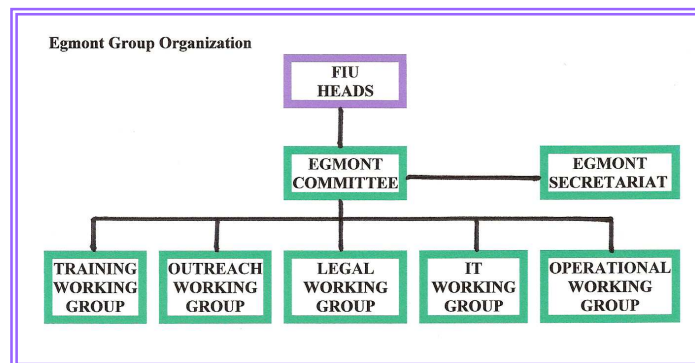 Egmont Group Organization
FIU
HEADS
EGMONT
COMMITTEE
EGMONT
SECRETARIAT
TRAINING
WORKING
GROUP
OUTREACH
WORKING
GROUP
LEGAL
WORKING
GROUP
IT
WORKING
GROUP
OPERATIONAL
WORKING
GROUP